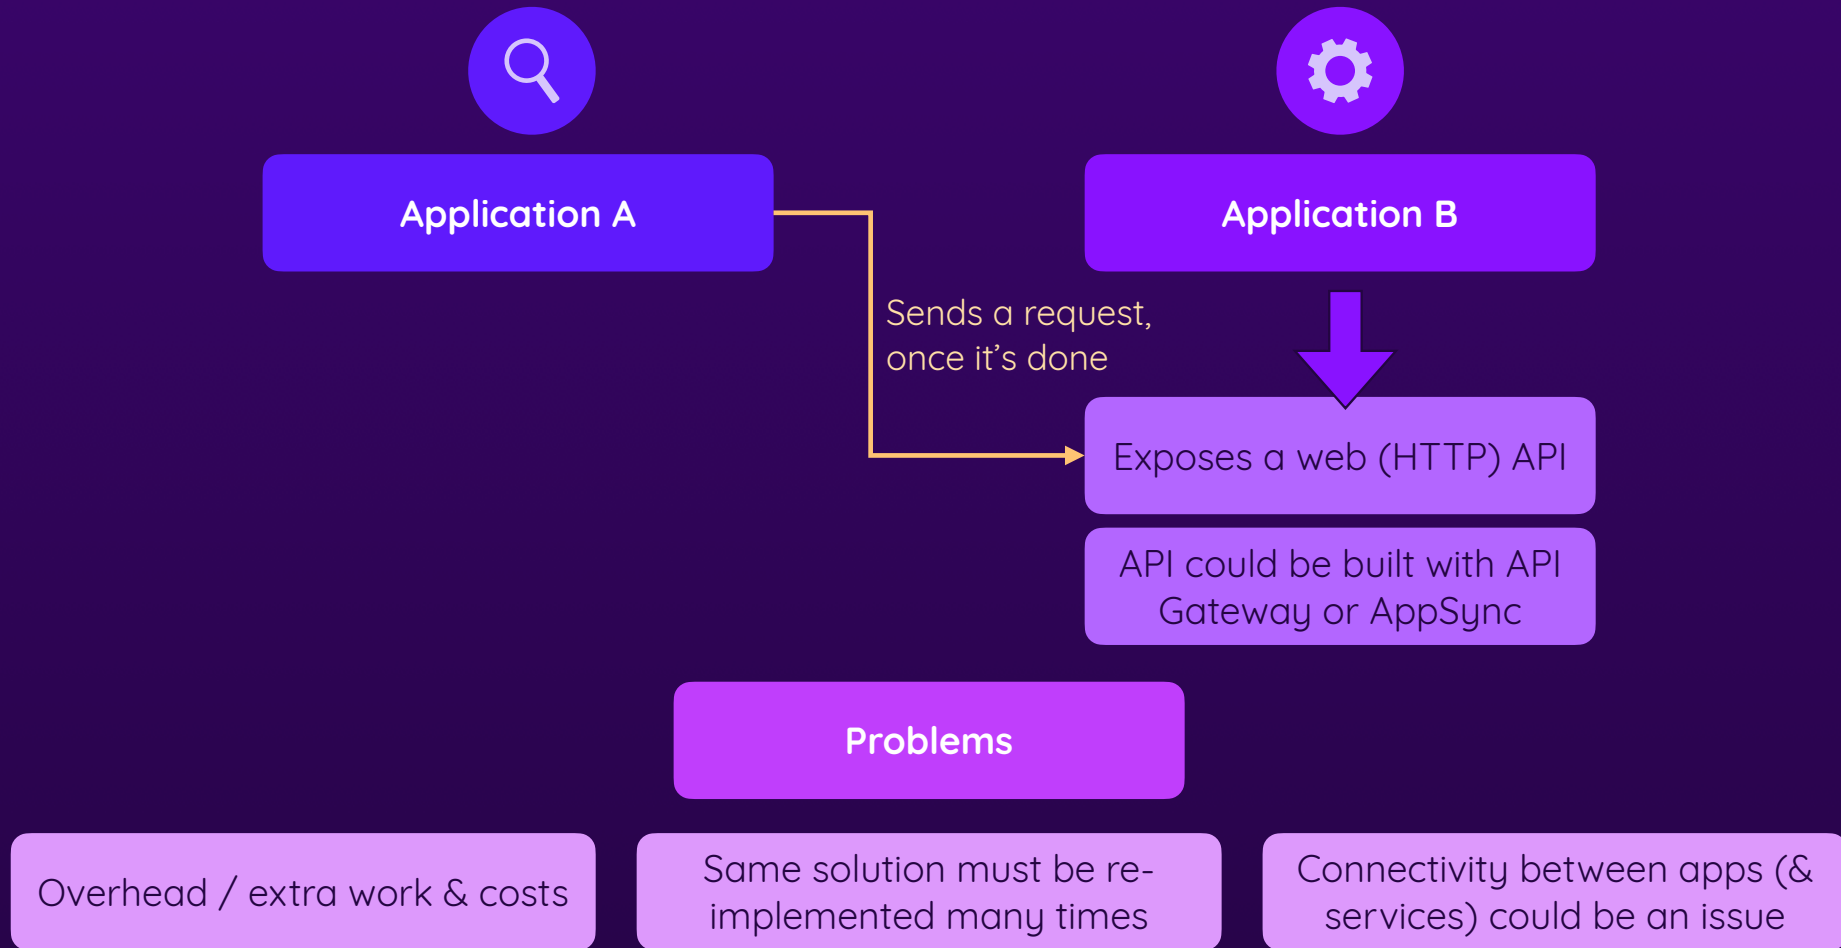 Application A
Application B
Sends a request,
once it’s done
Exposes a web (HTTP) API
API could be built with API
Gateway or AppSync
Problems
Overhead / extra work & costs
Same solution must be re-
implemented many times
Connectivity between apps (&
services) could be an issue